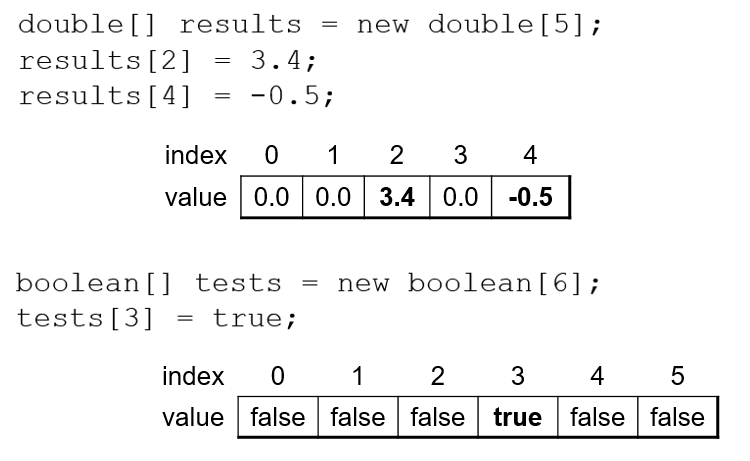 double[] results = new double[5];
results[2] = 3.4;
results[4] = -0.5;
index 0 1 2 3 4
value 0.0 0.0 3.4 0.0 -0.5
boolean[] tests = new boolean[6];
tests[3] = true;
index 0 1 2 3 4 5
value false false false true false false